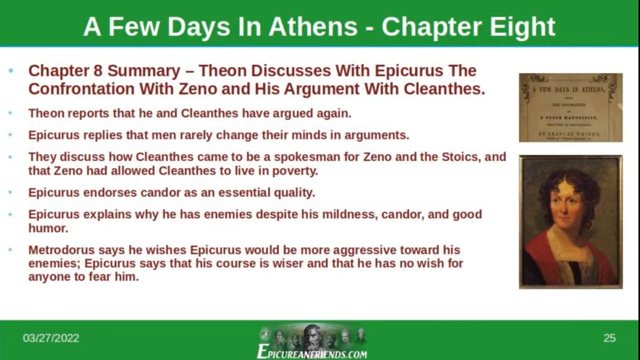 A Few Days In Athens - Chapter Eight
Chapter 8 Summary – Theon Discusses With Epicurus The
Confrontation With Zeno and His Argument With Cleanthes.
Theon reports that he and Cleanthes have argued again.
Epicurus replies that men rarely change their minds in arguments.
They discuss how Cleanthes came to be a spokesman for Zeno and the Stoics, and
that Zeno had allowed Cleanthes to live in poverty.
Epicurus endorses candor as an essential quality.
Epicurus explains why he has enemies despite his mildness, candor, and good
humor.
Metrodorus says he wishes Epicurus would be more aggressive toward his
enemies; Epicurus says that his course is wiser and that he has no wish for
anyone to fear him.
A FEW DAYS IN ATHENS,
BY FRANCES WRIGHT,
03/27/2022
EPICUREANFRIENDS.COM
25